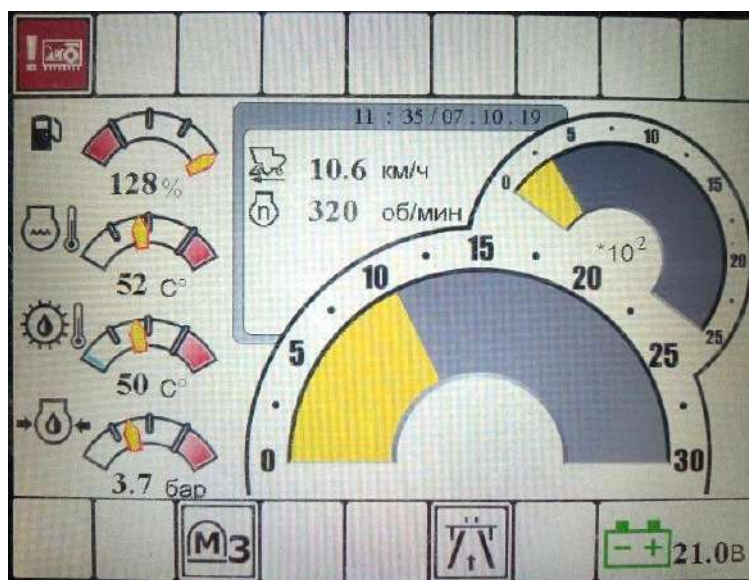 11 : 35 / 07 . 10 . 19
128%
10.6 км/ч
n 320 об/мин
52 C°
50 C°
3.7 бар
0 5 10 15 20 25
*10²
0 5 10 15 20 25 30
M3
- + 21.0В